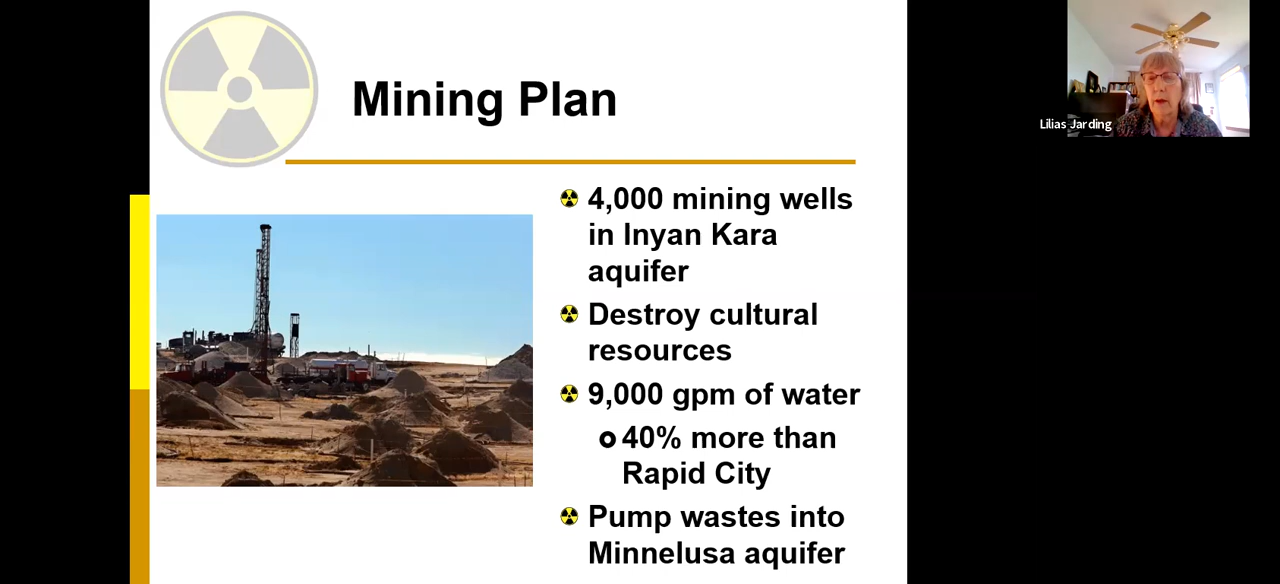 Mining Plan
4,000 mining wells
in Inyan Kara
aquifer
Destroy cultural
resources
9,000 gpm of water
40% more than
Rapid City
Pump wastes into
Minnelusa aquifer
Lilias Jarding